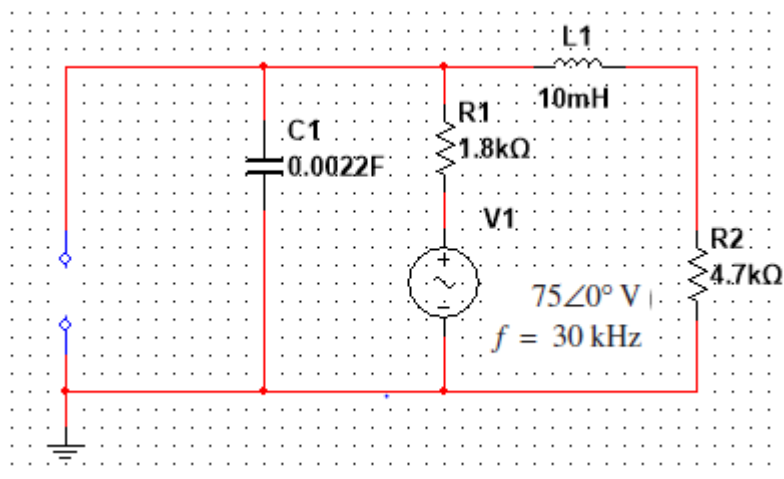 L1
10mH
R1
1.8kΩ
C1
0.0022F
V1
R2
4.7kΩ
75∠0° V
f = 30 kHz